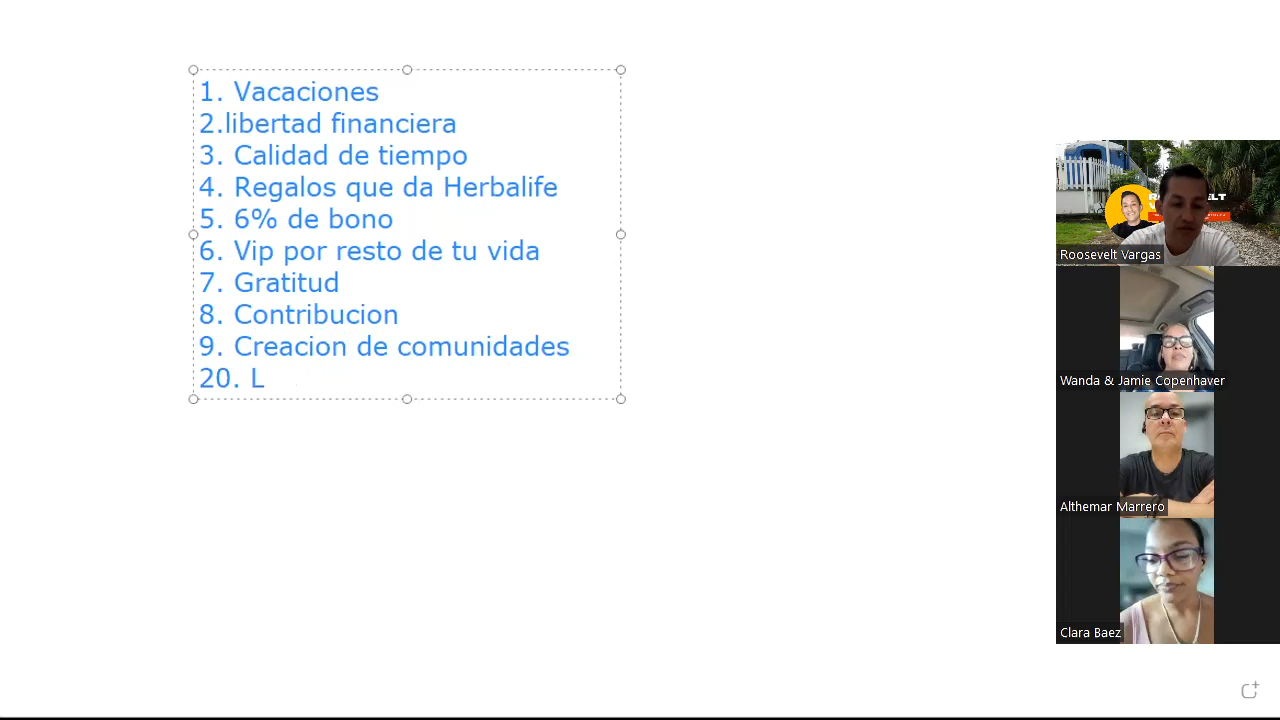 1. Vacaciones
2.libertad financiera
3. Calidad de tiempo
4. Regalos que da Herbalife
5. 6% de bono
6. Vip por resto de tu vida
7. Gratitud
8. Contribucion
9. Creacion de comunidades
20. L
Roosevelt Vargas
Wanda & Jamie Copenhaver
Althemar Marrero
Clara Baez